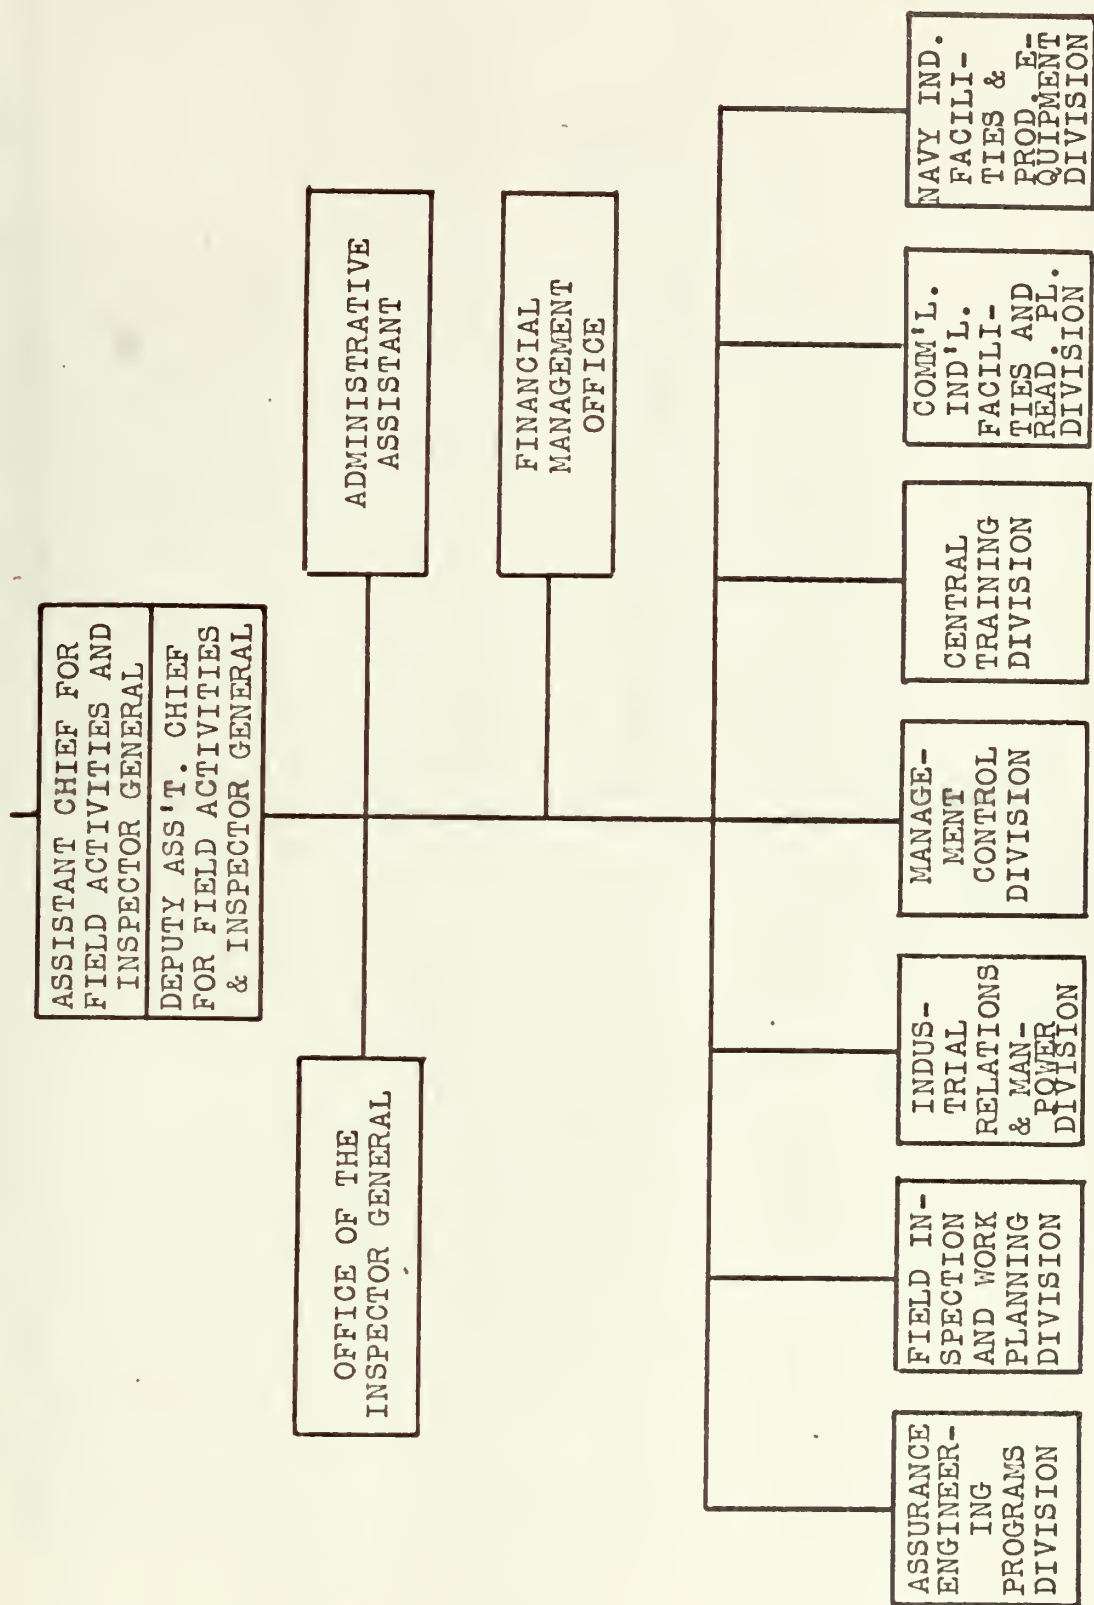 ASSISTANT CHIEF FOR
FIELD ACTIVITIES AND
INSPECTOR GENERAL
DEPUTY ASS'T. CHIEF
FOR FIELD ACTIVITIES
& INSPECTOR GENERAL
OFFICE OF THE
INSPECTOR GENERAL
ADMINISTRATIVE
ASSISTANT
FINANCIAL
MANAGEMENT
OFFICE
ASSURANCE
ENGINEER-
ING
PROGRAMS
DIVISION
FIELD IN-
SPECTION
AND WORK
PLANNING
DIVISION
INDUS-
TRIAL
RELATIONS
& MAN-
POWER
DIVISION
MANAGE-
MENT
CONTROL
DIVISION
CENTRAL
TRAINING
DIVISION
COMM'L.
IND'L.
FACILI-
TIES AND
READ. PL.
DIVISION
NAVY IND.
FACILI-
TIES &
PROD. E-
QUIPMENT
DIVISION